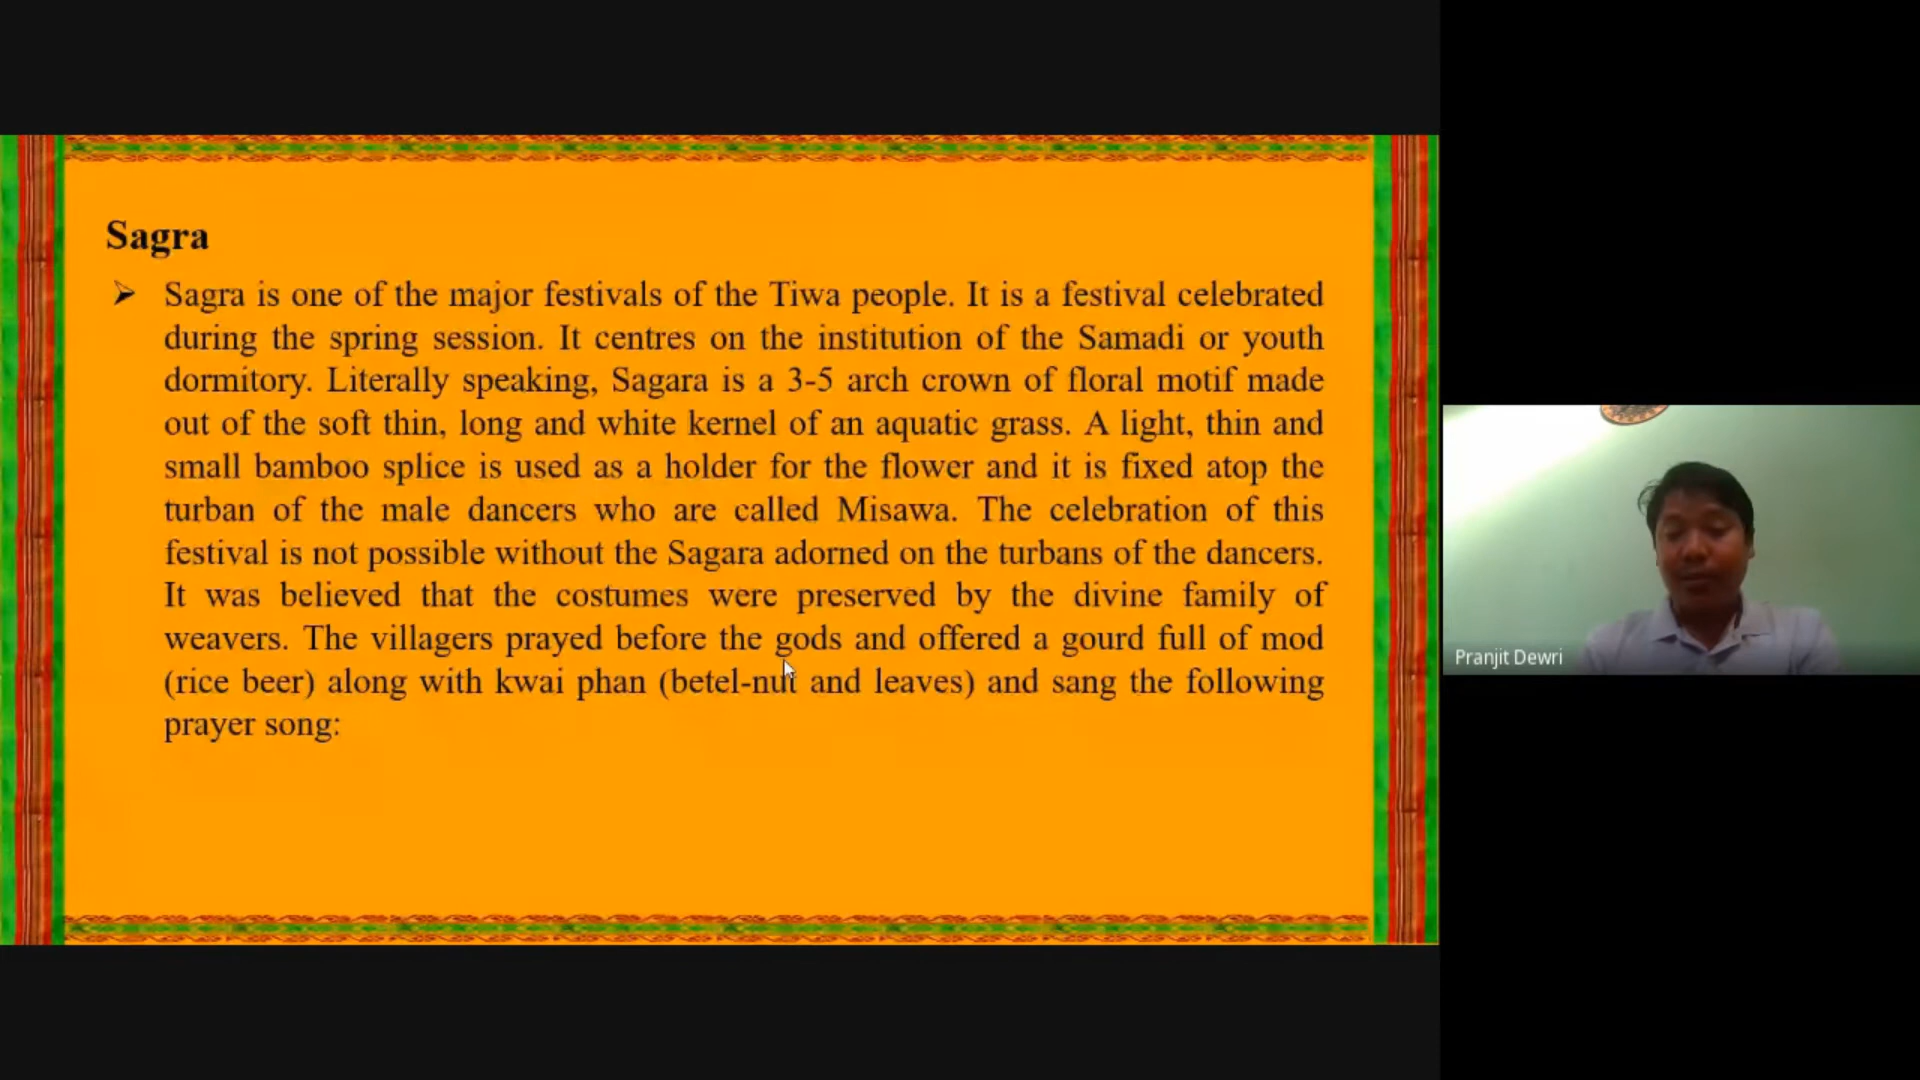 Sagra
➢ Sagra is one of the major festivals of the Tiwa people. It is a festival celebrated
during the spring session. It centres on the institution of the Samadi or youth
dormitory. Literally speaking, Sagara is a 3-5 arch crown of floral motif made
out of the soft thin, long and white kernel of an aquatic grass. A light, thin and
small bamboo splice is used as a holder for the flower and it is fixed atop the
turban of the male dancers who are called Misawa. The celebration of this
festival is not possible without the Sagara adorned on the turbans of the dancers.
It was believed that the costumes were preserved by the divine family of
weavers. The villagers prayed before the gods and offered a gourd full of mod
(rice beer) along with kwai phan (betel-nut and leaves) and sang the following
prayer song:
Pranjit Dewri